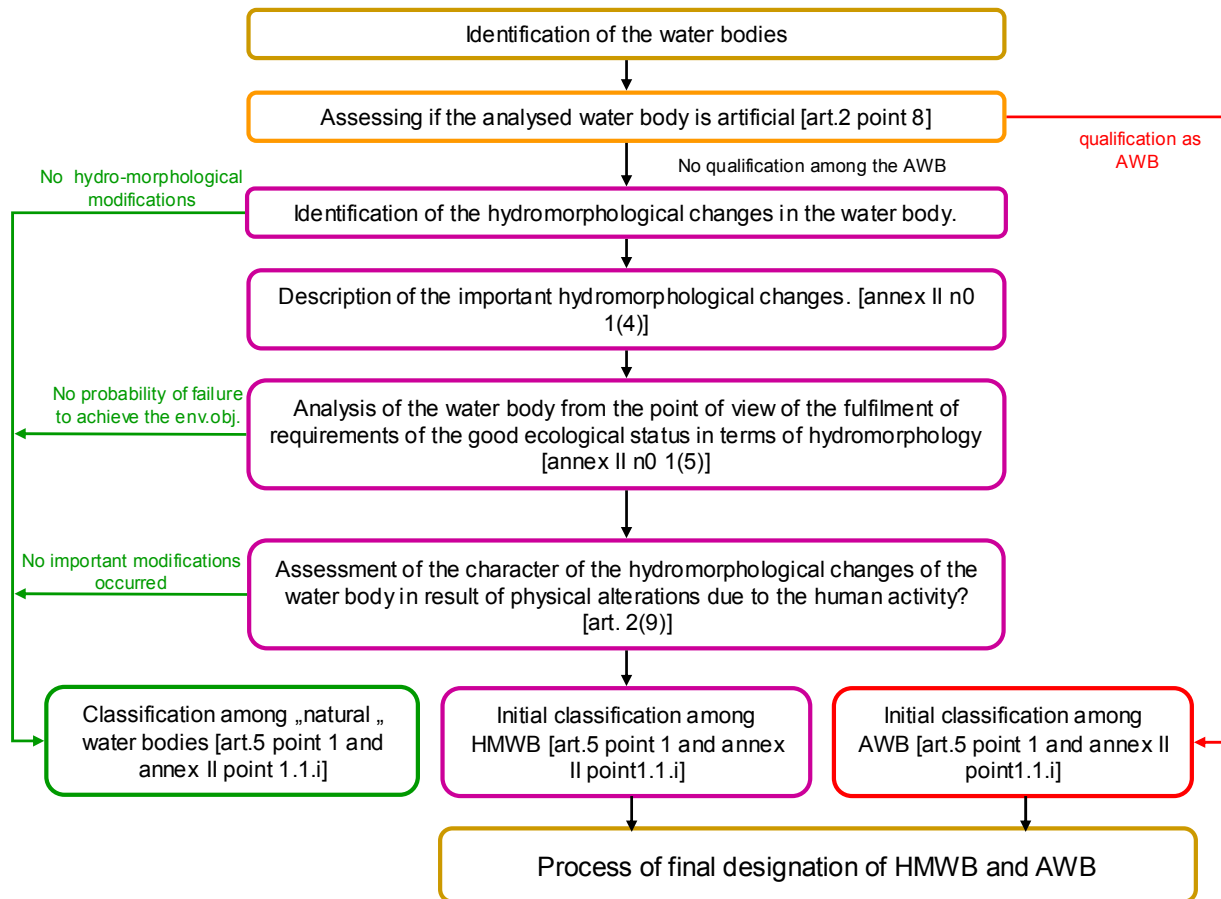 Identification of the water bodies
Assessing if the analysed water body is artificial [art.2 point 8]
qualification as
AWB
No qualification among the AWB
No hydro-morphological
modifications
Identification of the hydromorphological changes in the water body.
Description of the important hydromorphological changes. [annex II n0
1(4)]
No probability of failure
to achieve the env.obj.
Analysis of the water body from the point of view of the fulfilment of
requirements of the good ecological status in terms of hydromorphology
[annex II n0 1(5)]
No important modifications
occurred
Assessment of the character of the hydromorphological changes of the
water body in result of physical alterations due to the human activity?
[art. 2(9)]
Classification among „natural „
water bodies [art.5 point 1 and
annex II point 1.1.i]
Initial classification among
HMWB [art.5 point 1 and annex
II point1.1.i]
Initial classification among
AWB [art.5 point 1 and annex II
point1.1.i]
Process of final designation of HMWB and AWB